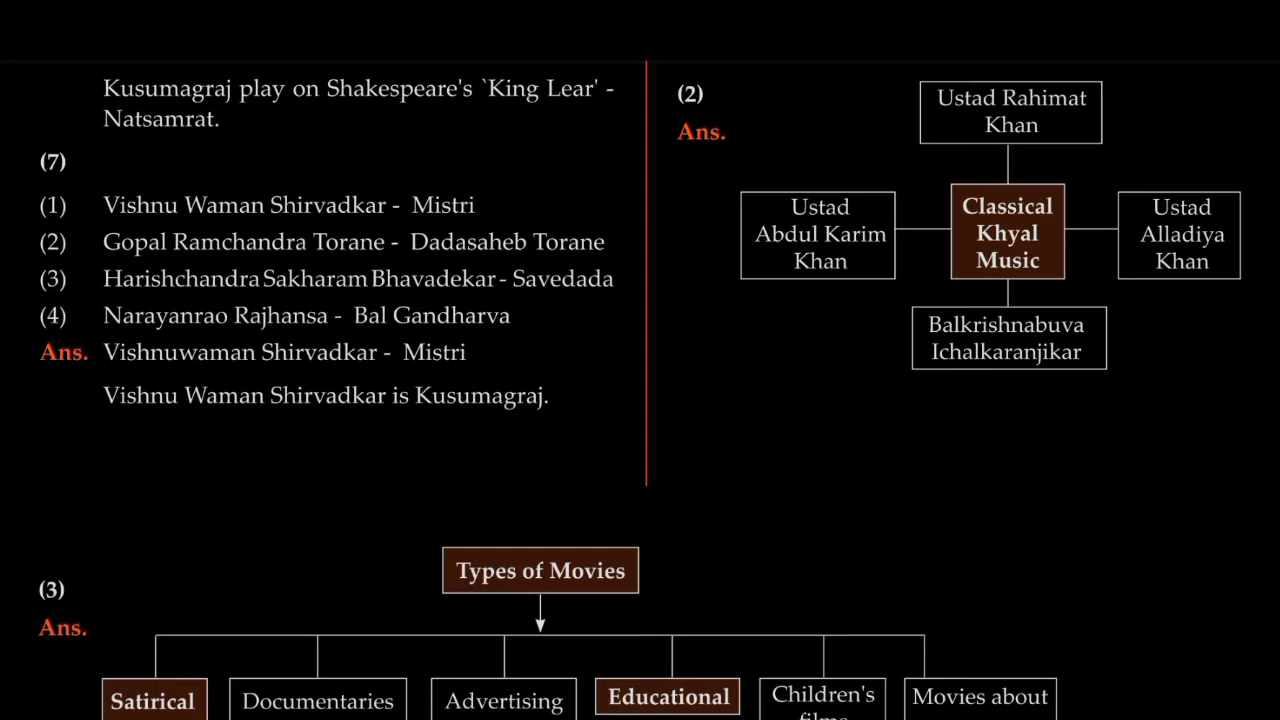 Kusumagraj play on Shakespeare's `King Lear' -
Natsamrat.
(7)
(1) Vishnu Waman Shirvadkar - Mistri
(2) Gopal Ramchandra Torane - Dadasaheb Torane
(3) Harishchandra Sakharam Bhavadekar - Savedada
(4) Narayanrao Rajhansa - Bal Gandharva
Ans. Vishnuwaman Shirvadkar - Mistri
Vishnu Waman Shirvadkar is Kusumagraj.
(2)
Ans.
Ustad Rahimat
Khan
Ustad
Abdul Karim
Khan
Classical
Khyal
Music
Ustad
Alladiya
Khan
Balkrishnabuva
Ichalkaranjikar
(3)
Ans.
Types of Movies
Satirical
Documentaries
Advertising
Educational
Children's
films
Movies about